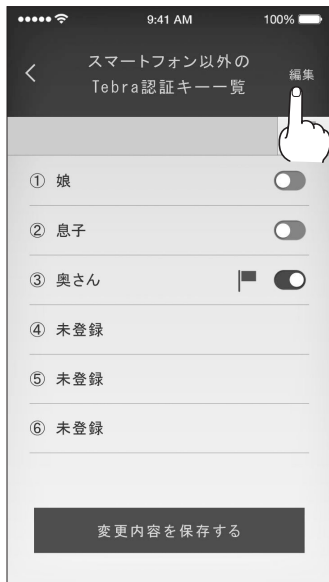 9:41 AM
100%
スマートフォン以外の
Tebra認証キー一覧
編集
① 娘
② 息子
③ 奥さん
④ 未登録
⑤ 未登録
⑥ 未登録
変更内容を保存する